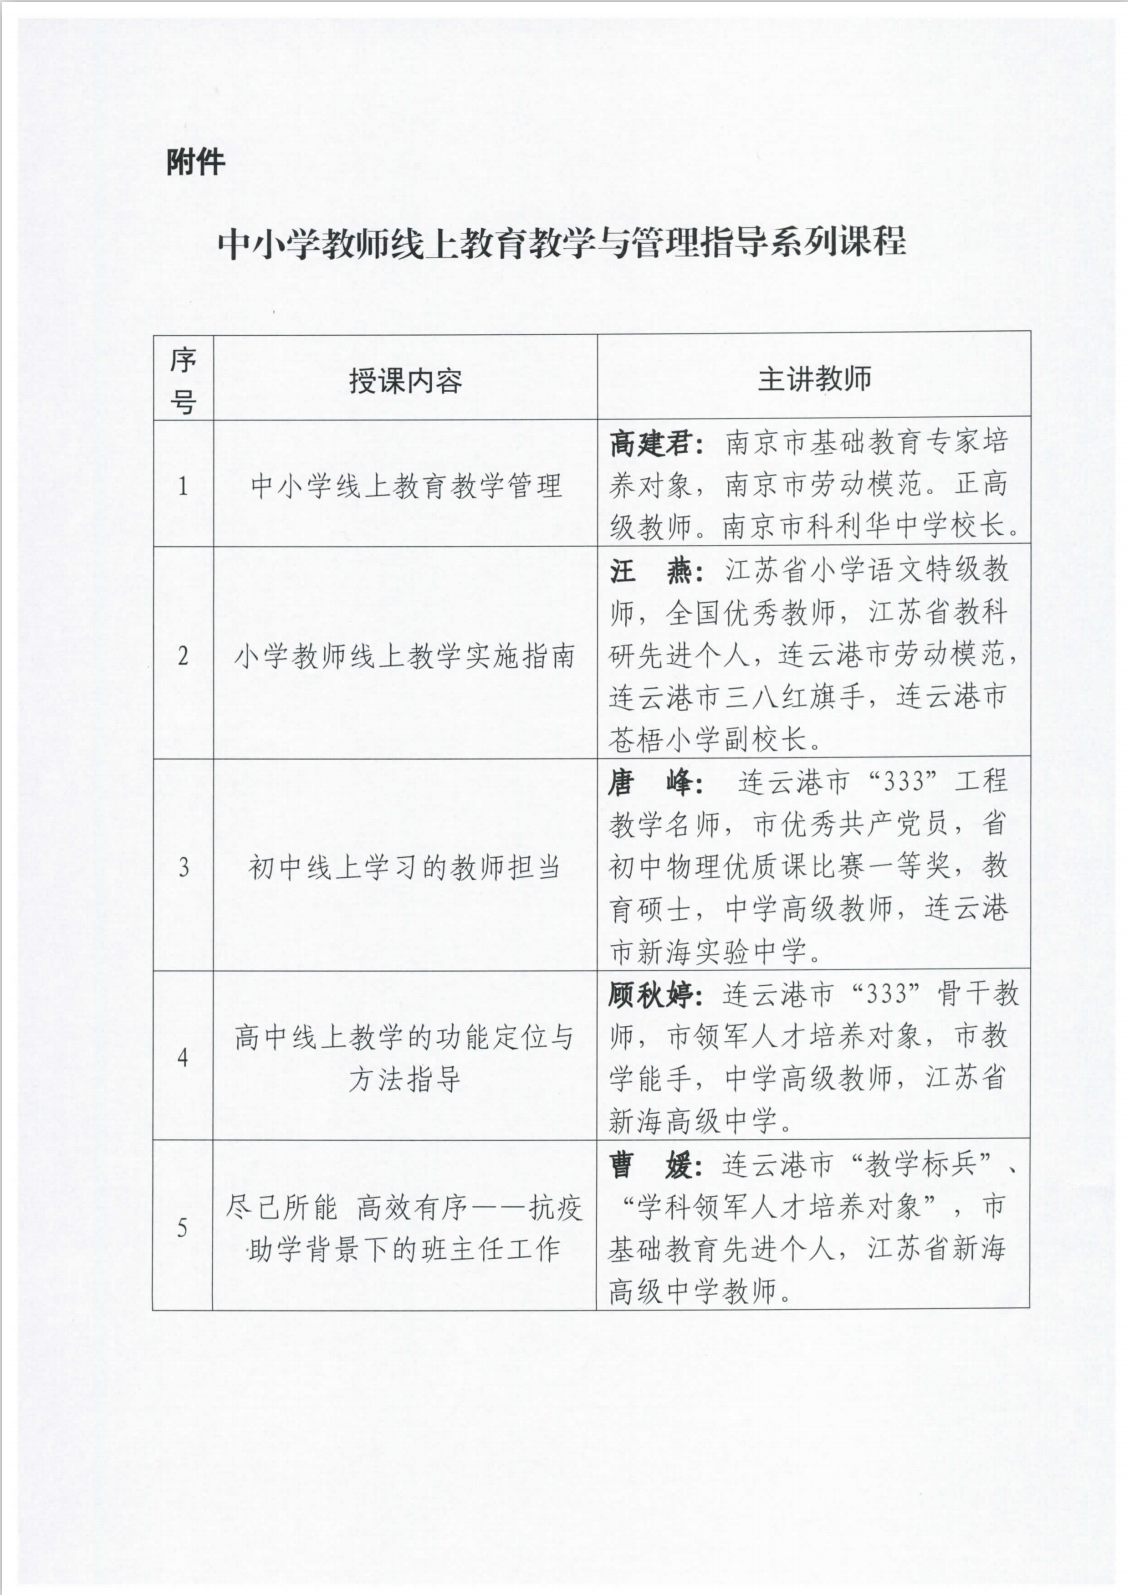 附件
中小学教师线上教育教学与管理指导系列课程
序
号
授课内容
主讲教师
1
中小学线上教育教学管理
高建君：南京市基础教育专家培
养对象，南京市劳动模范。正高
级教师。南京市科利华中学校长。
2
小学教师线上教学实施指南
汪　燕：江苏省小学语文特级教
师，全国优秀教师，江苏省教科
研先进个人，连云港市劳动模范，
连云港市三八红旗手，连云港市
苍梧小学副校长。
3
初中线上学习的教师担当
唐　峰： 连云港市“333”工程
教学名师，市优秀共产党员，省
初中物理优质课比赛一等奖，教
育硕士，中学高级教师，连云港
市新海实验中学。
4
高中线上教学的功能定位与
方法指导
顾秋婷：连云港市“333”骨干教
师，市领军人才培养对象，市教
学能手，中学高级教师，江苏省
新海高级中学。
5
尽己所能 高效有序——抗疫
助学背景下的班主任工作
曹　媛：连云港市“教学标兵”、
“学科领军人才培养对象”，市
基础教育先进个人，江苏省新海
高级中学教师。